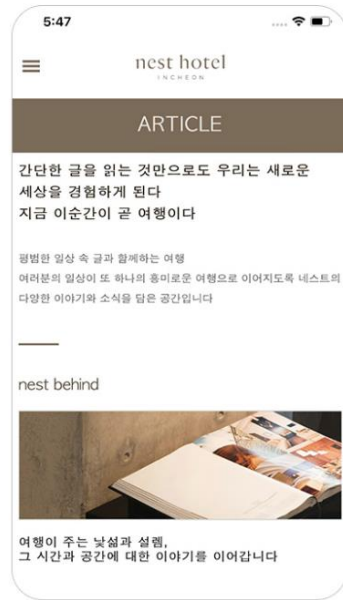 5:47
nest hotel
INCHEON
ARTICLE
간단한 글을 읽는 것만으로도 우리는 새로운
세상을 경험하게 된다
지금 이순간이 곧 여행이다
평범한 일상 속 글과 함께하는 여행
여러분의 일상이 또 하나의 흥미로운 여행으로 이어지도록 네스트의
다양한 이야기와 소식을 담은 공간입니다
nest behind
여행이 주는 낯섦과 설렘,
그 시간과 공간에 대한 이야기를 이어갑니다